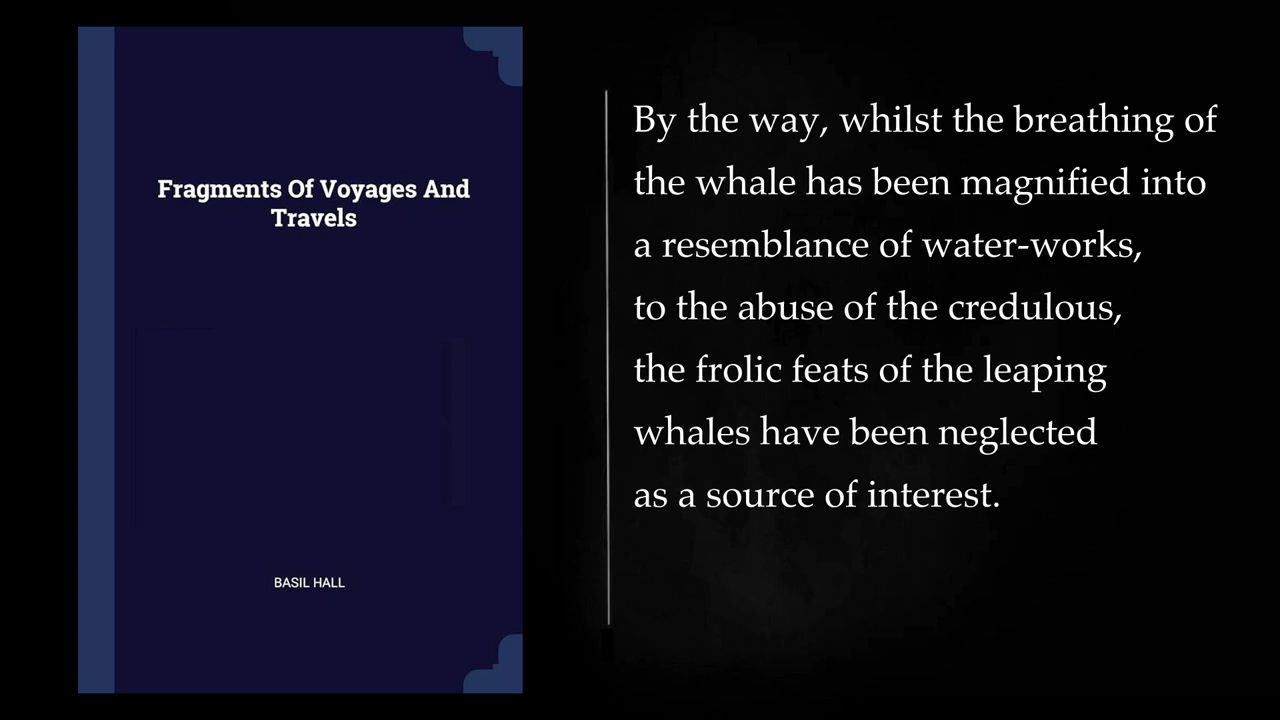 Fragments Of Voyages And
Travels
BASIL HALL
By the way, whilst the breathing of
the whale has been magnified into
a resemblance of water-works,
to the abuse of the credulous,
the frolic feats of the leaping
whales have been neglected
as a source of interest.